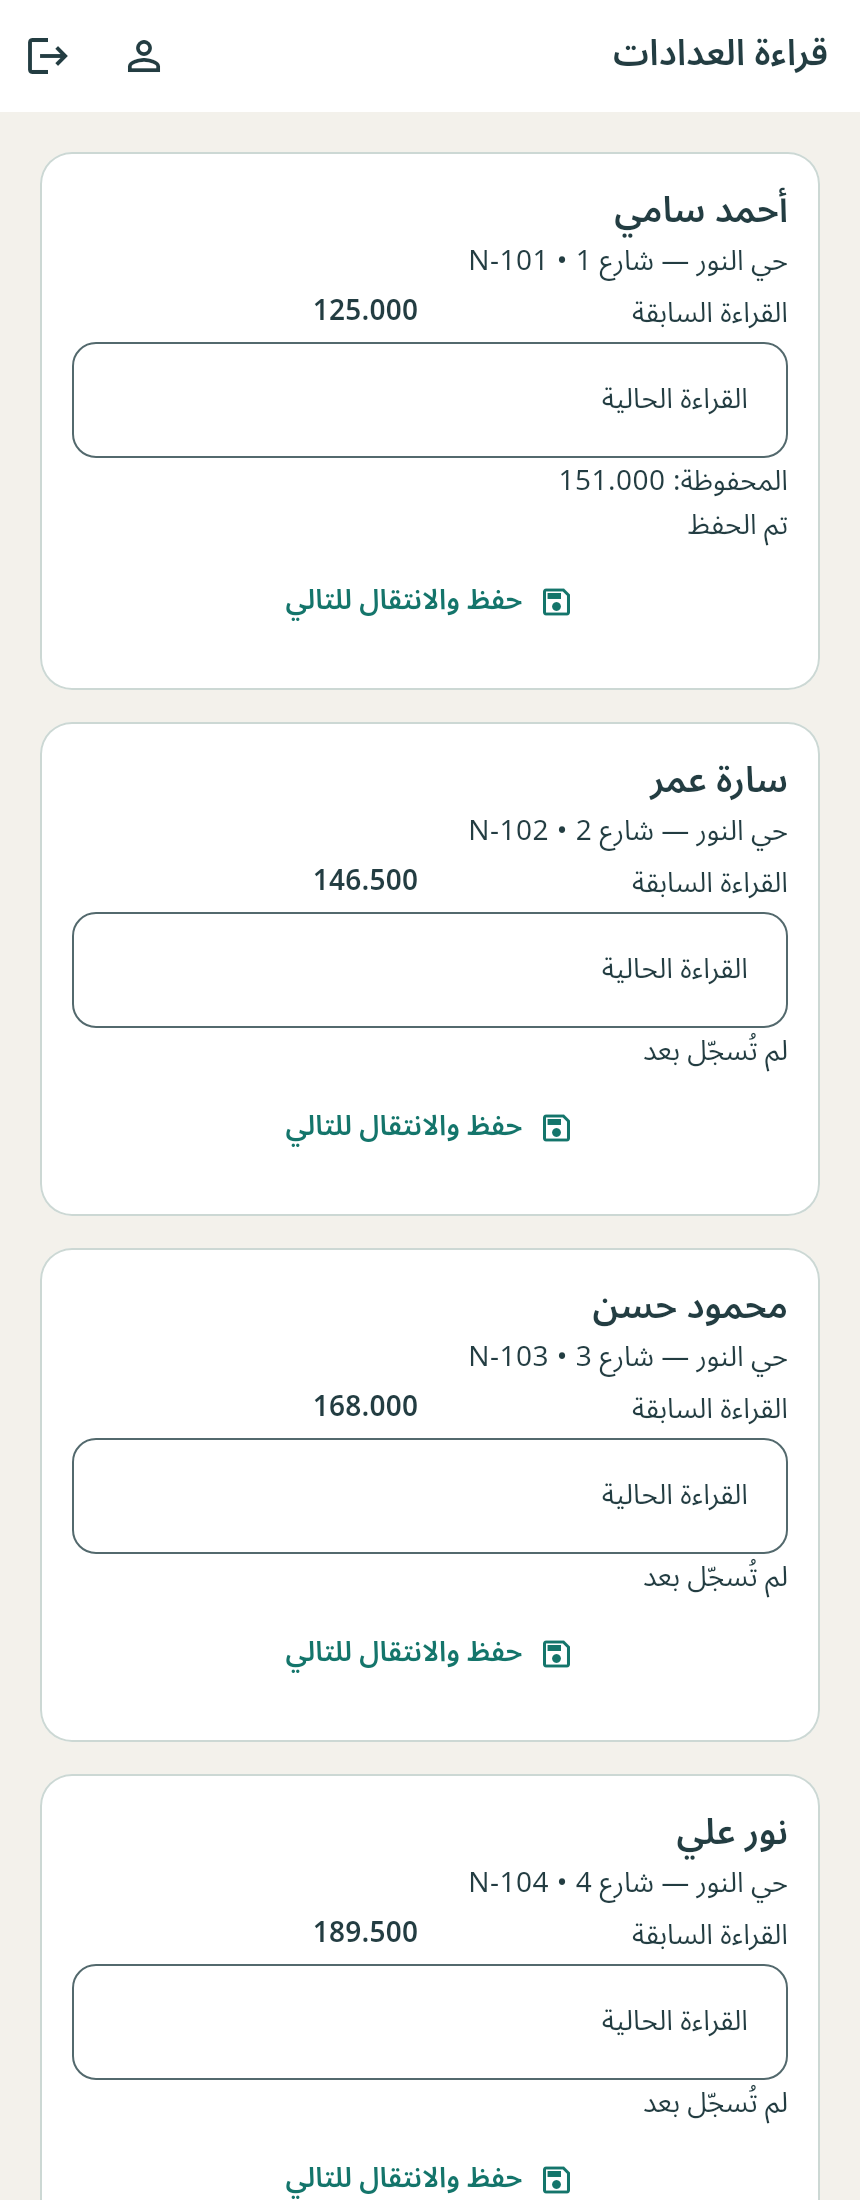 قراءة العدادات
أحمد سامي
حي النور — شارع 1 • N-101
القراءة السابقة 125.000
القراءة الحالية
المحفوظة: 151.000
تم الحفظ
حفظ والانتقال للتالي
سارة عمر
حي النور — شارع 2 • N-102
القراءة السابقة 146.500
القراءة الحالية
لم تُسجّل بعد
حفظ والانتقال للتالي
محمود حسن
حي النور — شارع 3 • N-103
القراءة السابقة 168.000
القراءة الحالية
لم تُسجّل بعد
حفظ والانتقال للتالي
نور علي
حي النور — شارع 4 • N-104
القراءة السابقة 189.500
القراءة الحالية
لم تُسجّل بعد
حفظ والانتقال للتالي